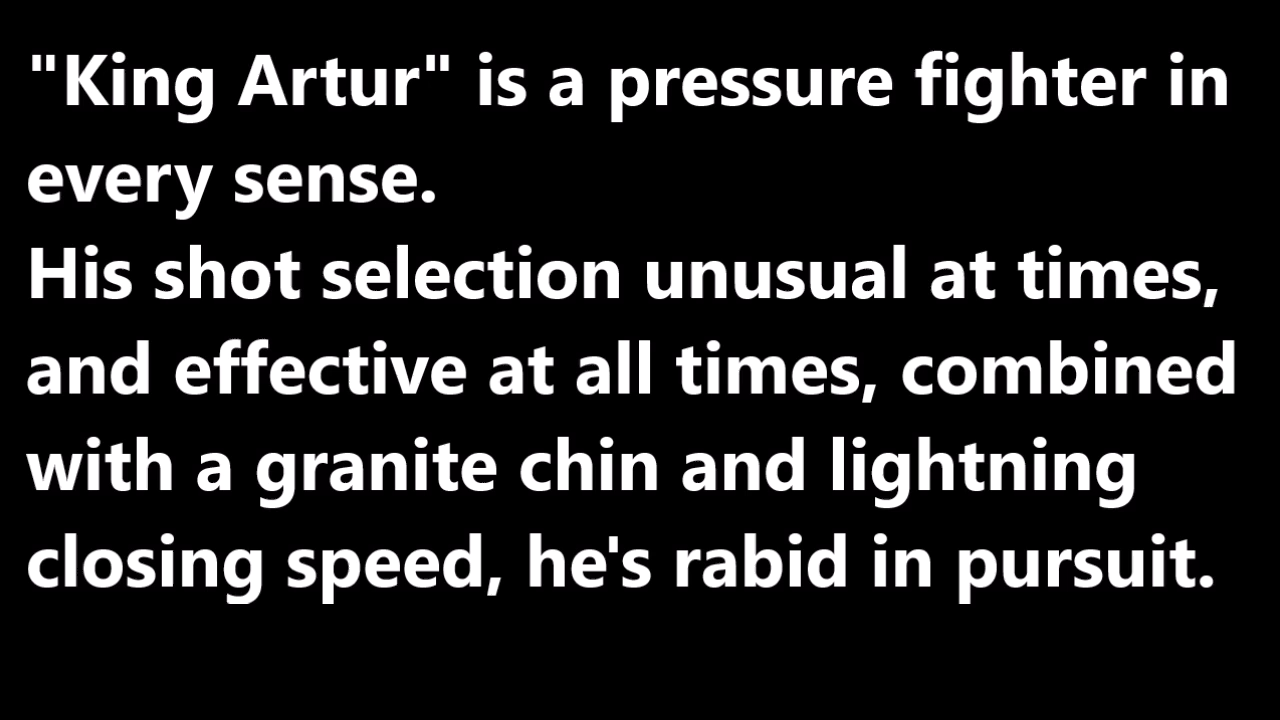 "King Artur" is a pressure fighter in
every sense.
His shot selection unusual at times,
and effective at all times, combined
with a granite chin and lightning
closing speed, he's rabid in pursuit.